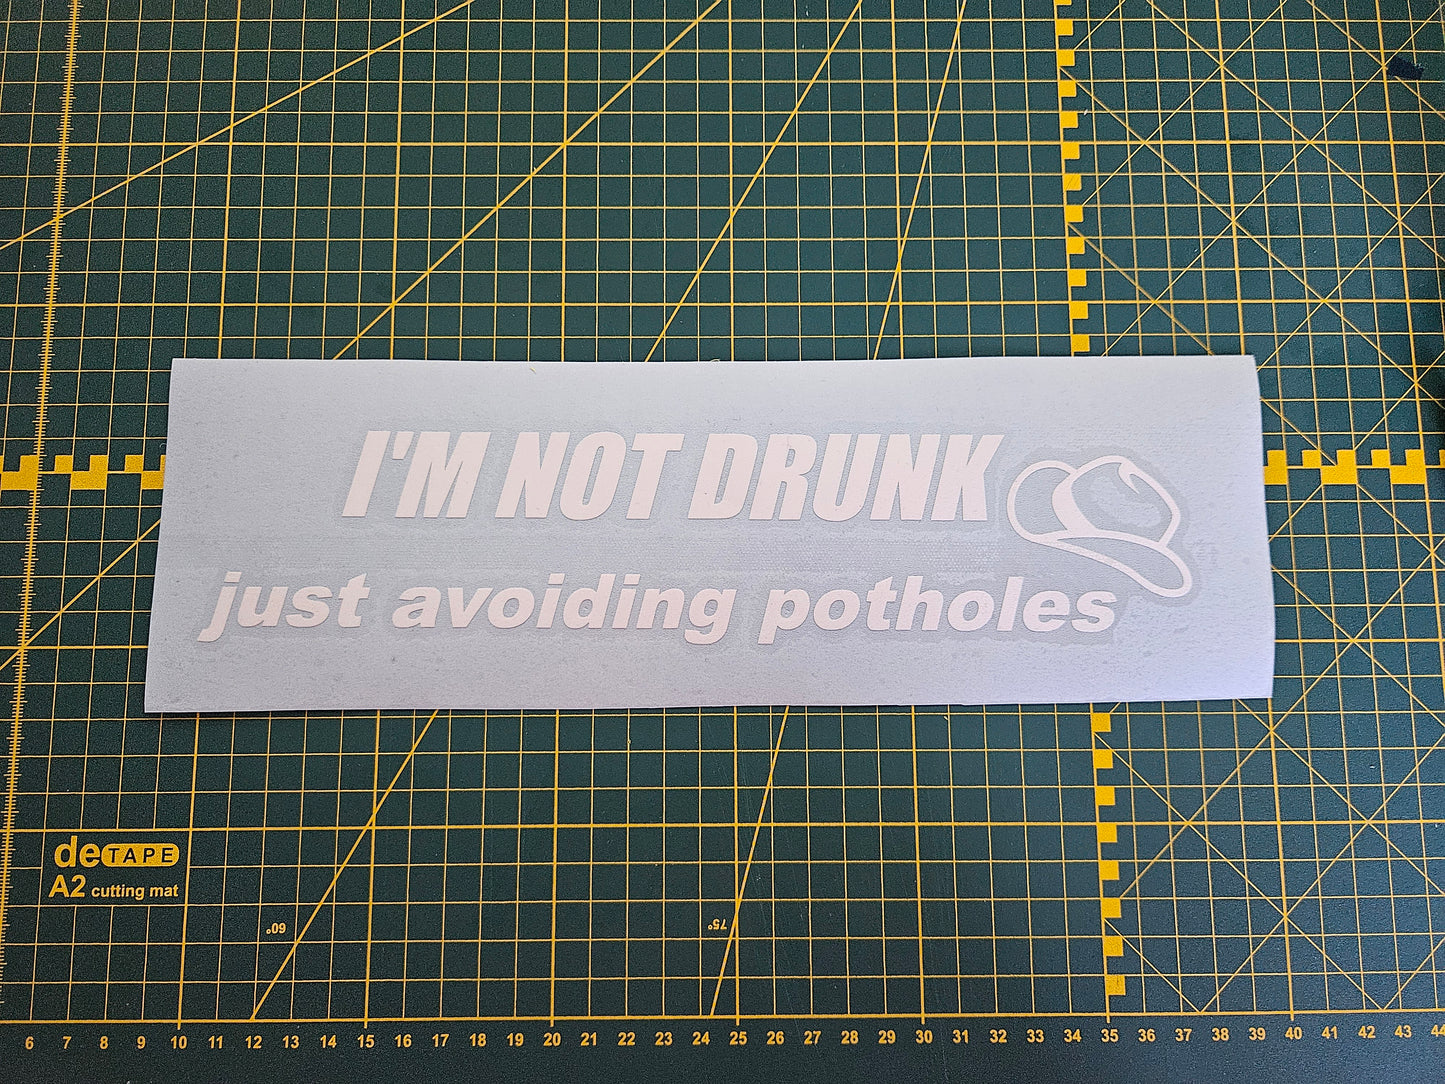 I'M NOT DRUNK
just avoiding potholes
deTAPE
A2 cutting mat
60°
75°
6 7 8 9 10 11 12 13 14 15 16 17 18 19 20 21 22 23 24 25 26 27 28 29 30 31 32 33 34 35 36 37 38 39 40 41 42 43 44